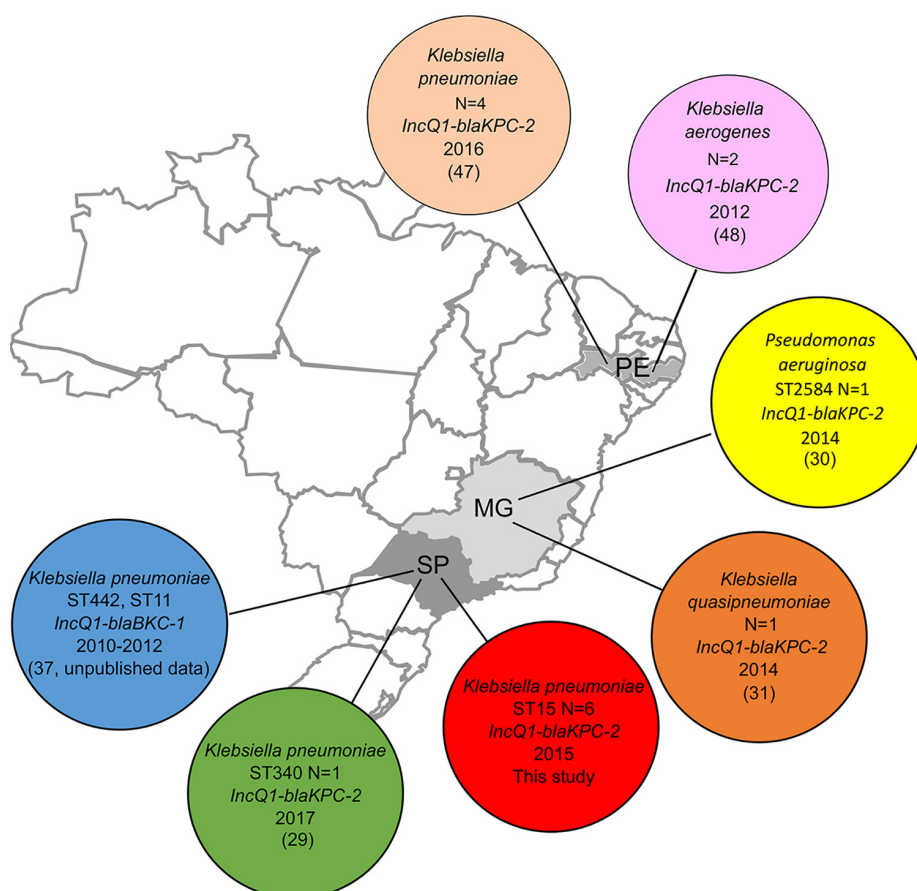 Klebsiella
pneumoniae
N=4
IncQ1-blaKPC-2
2016
(47)
Klebsiella
aerogenes
N=2
IncQ1-blaKPC-2
2012
(48)
Pseudomonas
aeruginosa
ST2584 N=1
IncQ1-blaKPC-2
2014
(30)
PE
MG
SP
Klebsiella pneumoniae
ST442, ST11
IncQ1-blaBKC-1
2010-2012
(37, unpublished data)
Klebsiella
quasipneumoniae
N=1
IncQ1-blaKPC-2
2014
(31)
Klebsiella pneumoniae
ST15 N=6
IncQ1-blaKPC-2
2015
This study
Klebsiella pneumoniae
ST340 N=1
IncQ1-blaKPC-2
2017
(29)